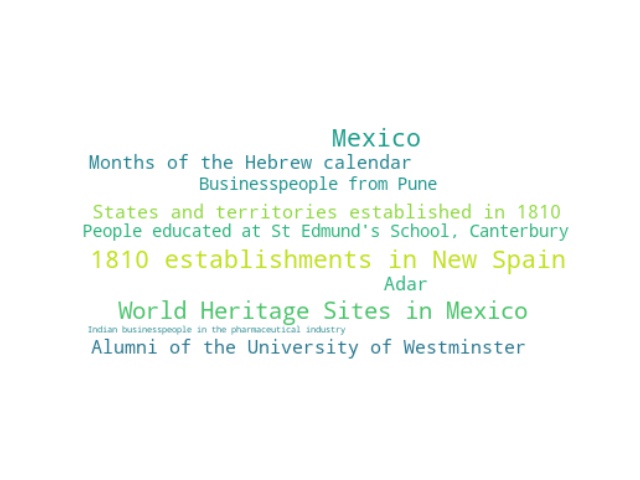 Mexico
Months of the Hebrew calendar
Businesspeople from Pune
States and territories established in 1810
People educated at St Edmund's School, Canterbury
1810 establishments in New Spain
Adar
World Heritage Sites in Mexico
Indian businesspeople in the pharmaceutical industry
Alumni of the University of Westminster